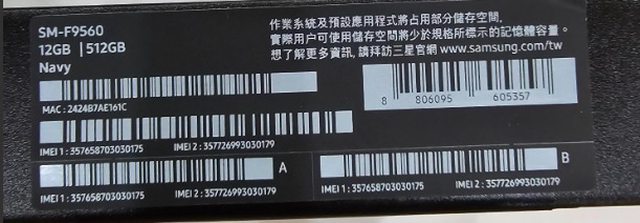 SM-F9560
12GB | 512GB
Navy
作業系統及預設應用程式將占用部分儲存空間,
實際用户可使用儲存空間將少於規格所標示的記憶體容量。
想了解更多資訊, 請拜訪三星官網 www.samsung.com/tw
MAC : 2424B7AE161C
8 806095 605357
IMEI 1 : 357658703030175 IMEI 2 : 357726993030179
A
IMEI 1 : 357658703030175 IMEI 2 : 357726993030179
B
IMEI 1 : 357658703030175 IMEI 2 : 357726993030179